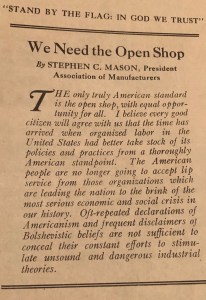 "STAND BY THE FLAG: IN GOD WE TRUST"
We Need the Open Shop
By STEPHEN C. MASON, President
Association of Manufacturers
THE only truly American standard
is the open shop, with equal oppor-
tunity for all. I believe every good
citizen will agree with us that the time has
arrived when organized labor in the
United States had better take stock of its
policies and practices from a thoroughly
American standpoint. The American
people are no longer going to accept lip
service from those organizations which
are leading the nation to the brink of the
most serious economic and social crisis in
our history. Oft-repeated declarations of
Americanism and frequent disclaimers of
Bolshevistic beliefs are not sufficient to
conceal their constant efforts to stimu-
late unsound and dangerous industrial
theories.